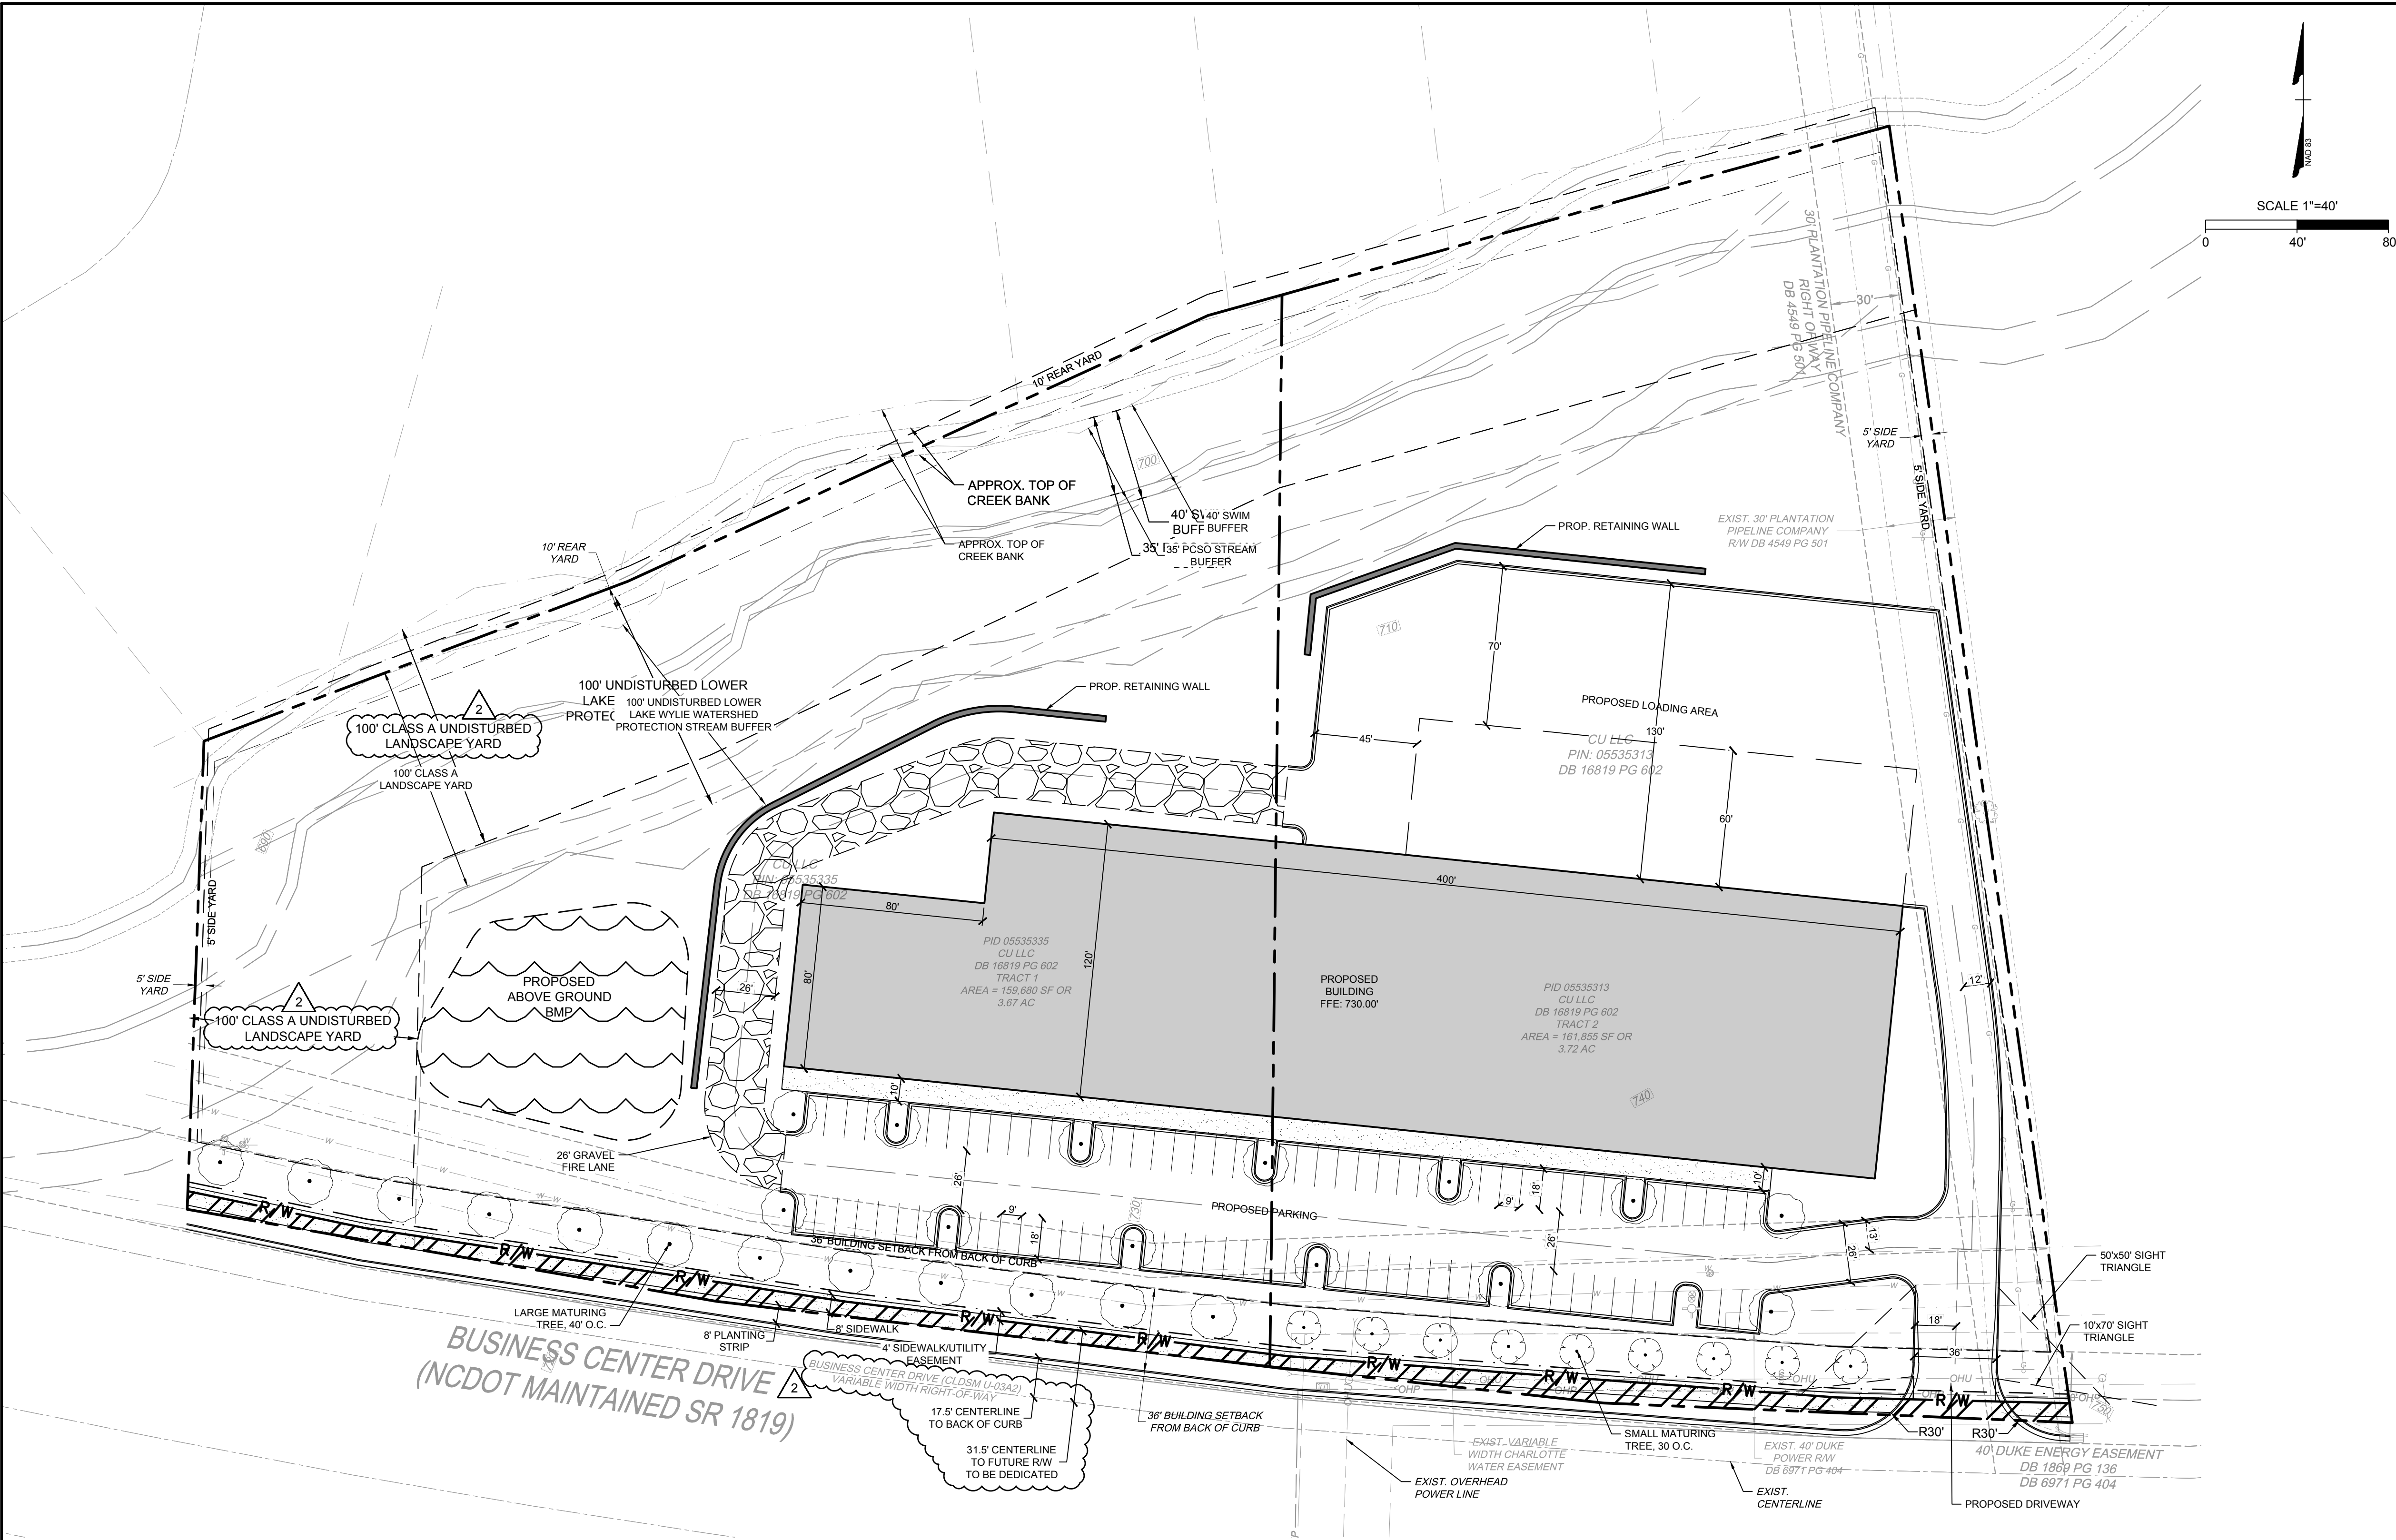 NAD 83
SCALE 1"=40'
0 40' 80
30' PLANTATION PIPELINE COMPANY
RIGHT OF WAY
DB 4549 PG 501
30'
5' SIDE
YARD
5' SIDE YARD
10' REAR YARD
700
APPROX. TOP OF
CREEK BANK
APPROX. TOP OF
CREEK BANK
40' SWIM
BUFFER
35' PCSO STREAM
BUFFER
PROP. RETAINING WALL
EXIST. 30' PLANTATION
PIPELINE COMPANY
R/W DB 4549 PG 501
10' REAR
YARD
710
70'
PROPOSED LOADING AREA
130'
45'
60'
CU LLC
PIN: 05535313
DB 16819 PG 602
100' UNDISTURBED LOWER
LAKE
PROTEC
100' UNDISTURBED LOWER
LAKE WYLIE WATERSHED
PROTECTION STREAM BUFFER
PROP. RETAINING WALL
2
100' CLASS A UNDISTURBED
LANDSCAPE YARD
100' CLASS A
LANDSCAPE YARD
690
CU LLC
PIN: 05535335
DB 16819 PG 602
80'
400'
120'
80'
26'
PID 05535335
CU LLC
DB 16819 PG 602
TRACT 1
AREA = 159,680 SF OR
3.67 AC
PROPOSED
BUILDING
FFE: 730.00'
PID 05535313
CU LLC
DB 16819 PG 602
TRACT 2
AREA = 161,855 SF OR
3.72 AC
740
12'
5' SIDE YARD
5' SIDE
YARD
2
100' CLASS A UNDISTURBED
LANDSCAPE YARD
PROPOSED
ABOVE GROUND
BMP
26' GRAVEL
FIRE LANE
10'
26'
9'
18'
730
PROPOSED PARKING
9'
18'
26'
10'
26'
13'
36' BUILDING SETBACK FROM BACK OF CURB
50'x50' SIGHT
TRIANGLE
10'x70' SIGHT
TRIANGLE
18'
36'
R/W
R/W
R/W
R/W
R/W
R/W
R/W
R/W
R/W
LARGE MATURING
TREE, 40' O.C.
8' PLANTING
STRIP
8' SIDEWALK
4' SIDEWALK/UTILITY
EASEMENT
BUSINESS CENTER DRIVE
(NCDOT MAINTAINED SR 1819)
2
BUSINESS CENTER DRIVE (CLDSM U-03A2)
VARIABLE WIDTH RIGHT-OF-WAY
17.5' CENTERLINE
TO BACK OF CURB
31.5' CENTERLINE
TO FUTURE R/W
TO BE DEDICATED
36' BUILDING SETBACK
FROM BACK OF CURB
EXIST. OVERHEAD
POWER LINE
EXIST. VARIABLE
WIDTH CHARLOTTE
WATER EASEMENT
SMALL MATURING
TREE, 30 O.C.
EXIST. 40' DUKE
POWER R/W
DB 6971 PG 404
EXIST.
CENTERLINE
R30'
R30'
750
40' DUKE ENERGY EASEMENT
DB 1869 PG 136
DB 6971 PG 404
PROPOSED DRIVEWAY